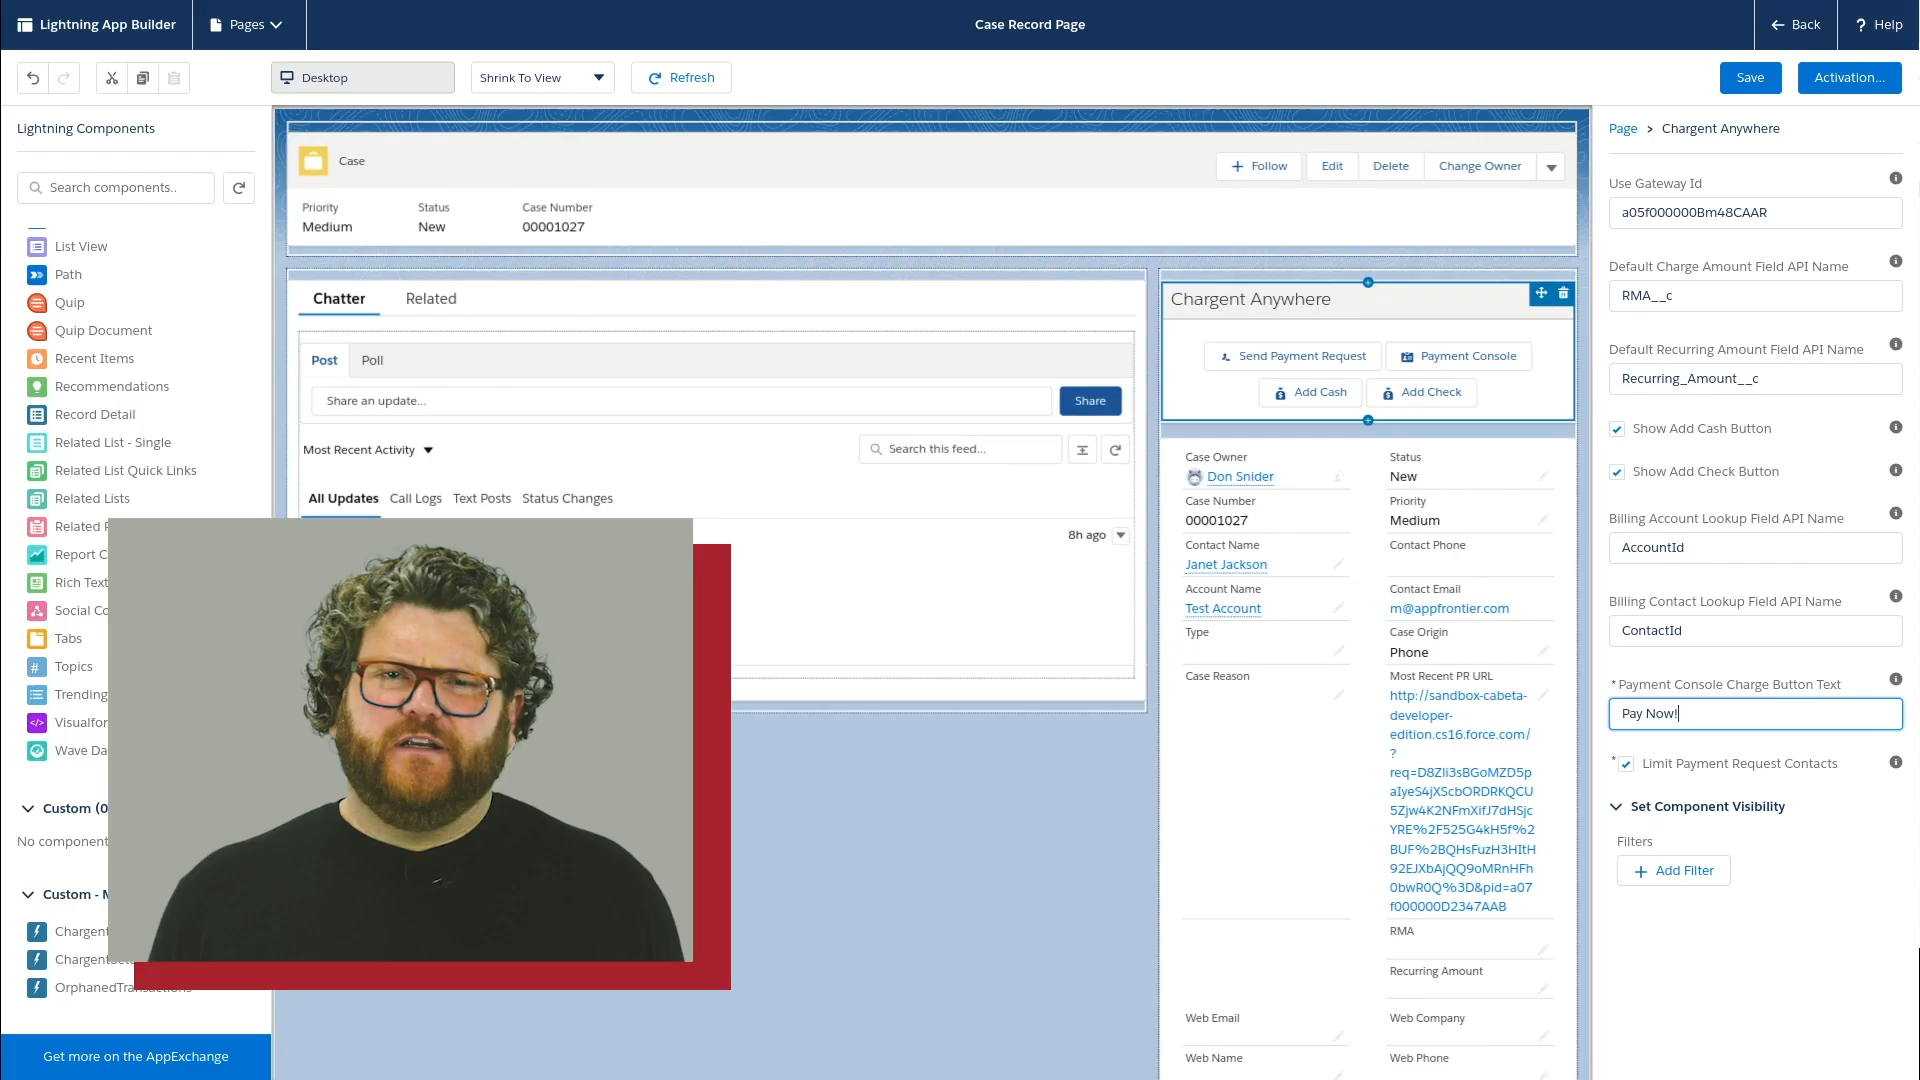 Lightning App Builder
Pages
Case Record Page
Back
? Help
Desktop
Shrink To View
Refresh
Save
Activation...
Lightning Components
Search components..
List View
Path
Quip
Quip Document
Recent Items
Recommendations
Record Detail
Related List - Single
Related List Quick Links
Related Lists
Related
Report
Rich Text
Social
Tabs
# Topics
Trending
Visualfor
Wave Da
Custom (0
No component
Custom -
Chargent
OrphanedTransactions
Get more on the AppExchange
Case
Follow
Edit
Delete
Change Owner
Priority
Medium
Status
New
Case Number
00001027
Chatter
Related
Post
Poll
Share an update...
Share
Most Recent Activity
Search this feed...
All Updates
Call Logs
Text Posts
Status Changes
8h ago
Chargent Anywhere
Send Payment Request
Payment Console
Add Cash
Add Check
Case Owner
Don Snider
Status
New
Case Number
00001027
Priority
Medium
Contact Name
Janet Jackson
Contact Phone
Account Name
Test Account
Contact Email
m@appfrontier.com
Type
Case Origin
Phone
Case Reason
Most Recent PR URL
http://sandbox-cabeta-
developer-
edition.cs16.force.com/
?
req=D8Zli3sBGoMZD5p
aIyeS4jXScbORDRKQCU
5Zjw4K2NFmXifJ7dHSjc
YRE%2F525G4kH5f%2
BUF%2BQHsFuzH3HItH
92EJXbAjQQ9oMRnHFh
0bwR0Q%3D&pid=a07
f000000D2347AAB
RMA
Recurring Amount
Web Email
Web Company
Web Name
Web Phone
Page > Chargent Anywhere
Use Gateway Id
a05f000000Bm48CAAR
Default Charge Amount Field API Name
RMA__c
Default Recurring Amount Field API Name
Recurring_Amount__c
Show Add Cash Button
Show Add Check Button
Billing Account Lookup Field API Name
AccountId
Billing Contact Lookup Field API Name
ContactId
* Payment Console Charge Button Text
Pay Now!
* Limit Payment Request Contacts
Set Component Visibility
Filters
Add Filter